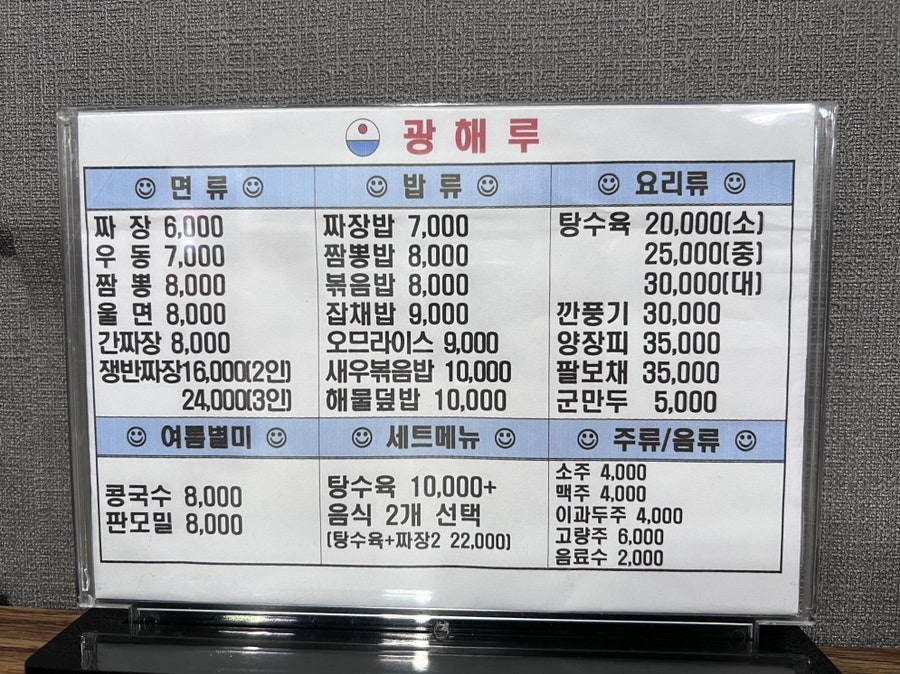 광해루
☺ 면 류 ☺
짜 장 6,000
우 동 7,000
짬 뽕 8,000
울 면 8,000
간짜장 8,000
쟁반짜장16,000(2인)
24,000(3인)
☺ 밥 류 ☺
짜장밥 7,000
짬뽕밥 8,000
볶음밥 8,000
잡채밥 9,000
오므라이스 9,000
새우볶음밥 10,000
해물덮밥 10,000
☺ 요리류 ☺
탕수육 20,000(소)
25,000(중)
30,000(대)
깐풍기 30,000
양장피 35,000
팔보채 35,000
군만두 5,000
☺ 여름별미 ☺
콩국수 8,000
판모밀 8,000
☺ 세트메뉴 ☺
탕수육 10,000+
음식 2개 선택
(탕수육+짜장2 22,000)
☺ 주류/음류 ☺
소주 4,000
맥주 4,000
이과두주 4,000
고량주 6,000
음료수 2,000